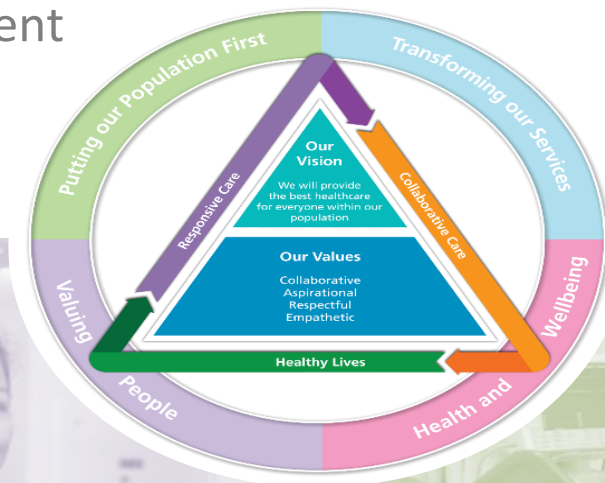 ent
Putting our Population First
Transforming our Services
Responsive Care
Collaborative Care
Our
Vision
We will provide
the best healthcare
for everyone within our
population
Our Values
Collaborative
Aspirational
Respectful
Empathetic
Healthy Lives
Valuing People
Health and Wellbeing